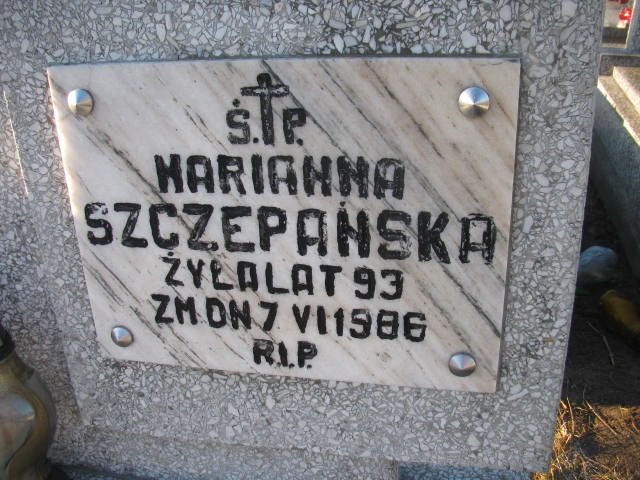 Ś. P.
MARIANNA
SZCZEPAŃSKA
ŻYŁA LAT 93
ZM DN 7 VI 1986
R.I.P.